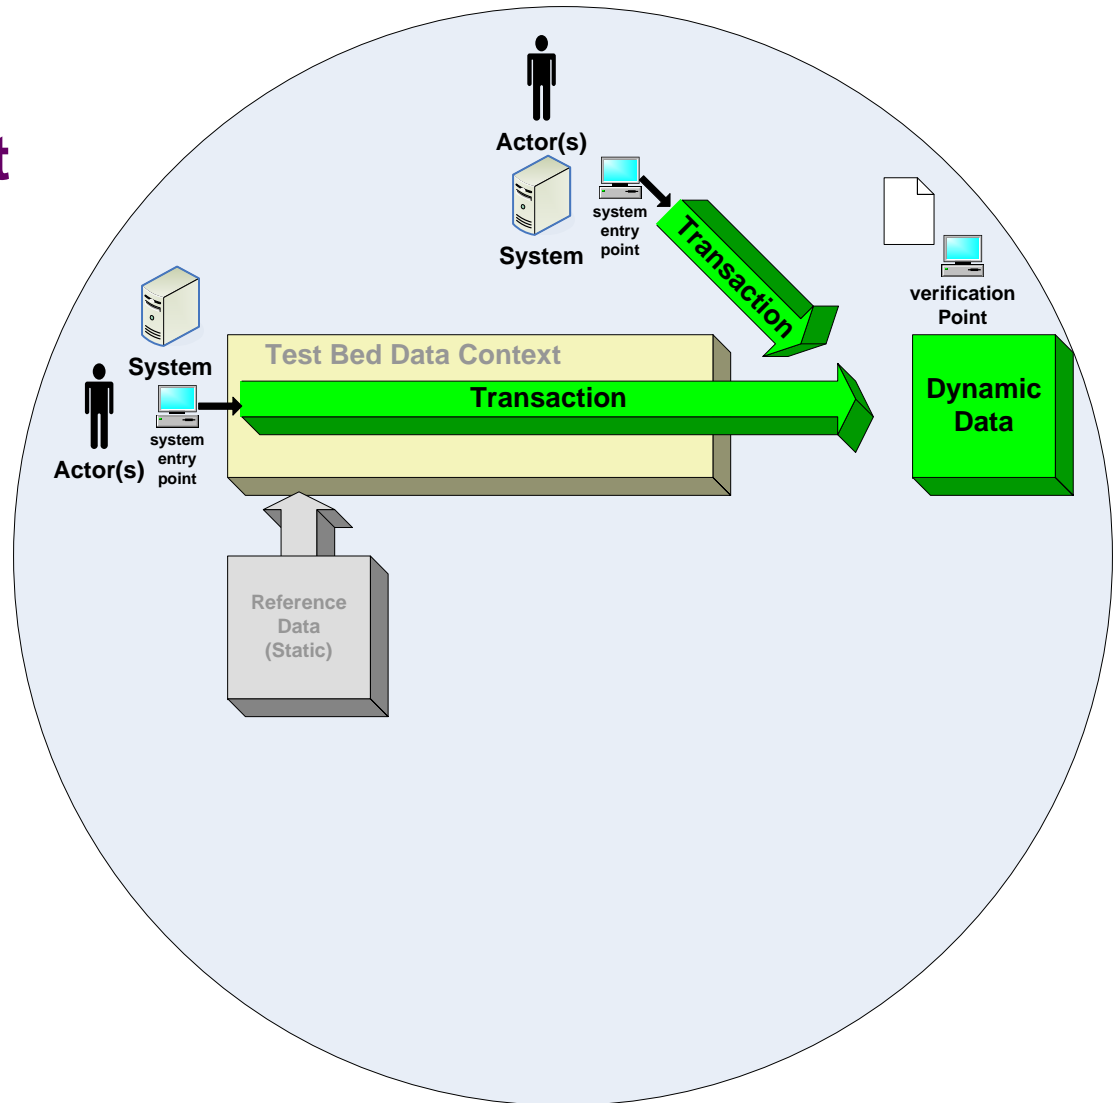 t
Actor(s)
System
system
entry
point
Transaction
verification
Point
System
Actor(s)
system
entry
point
Test Bed Data Context
Transaction
Dynamic
Data
Reference
Data
(Static)